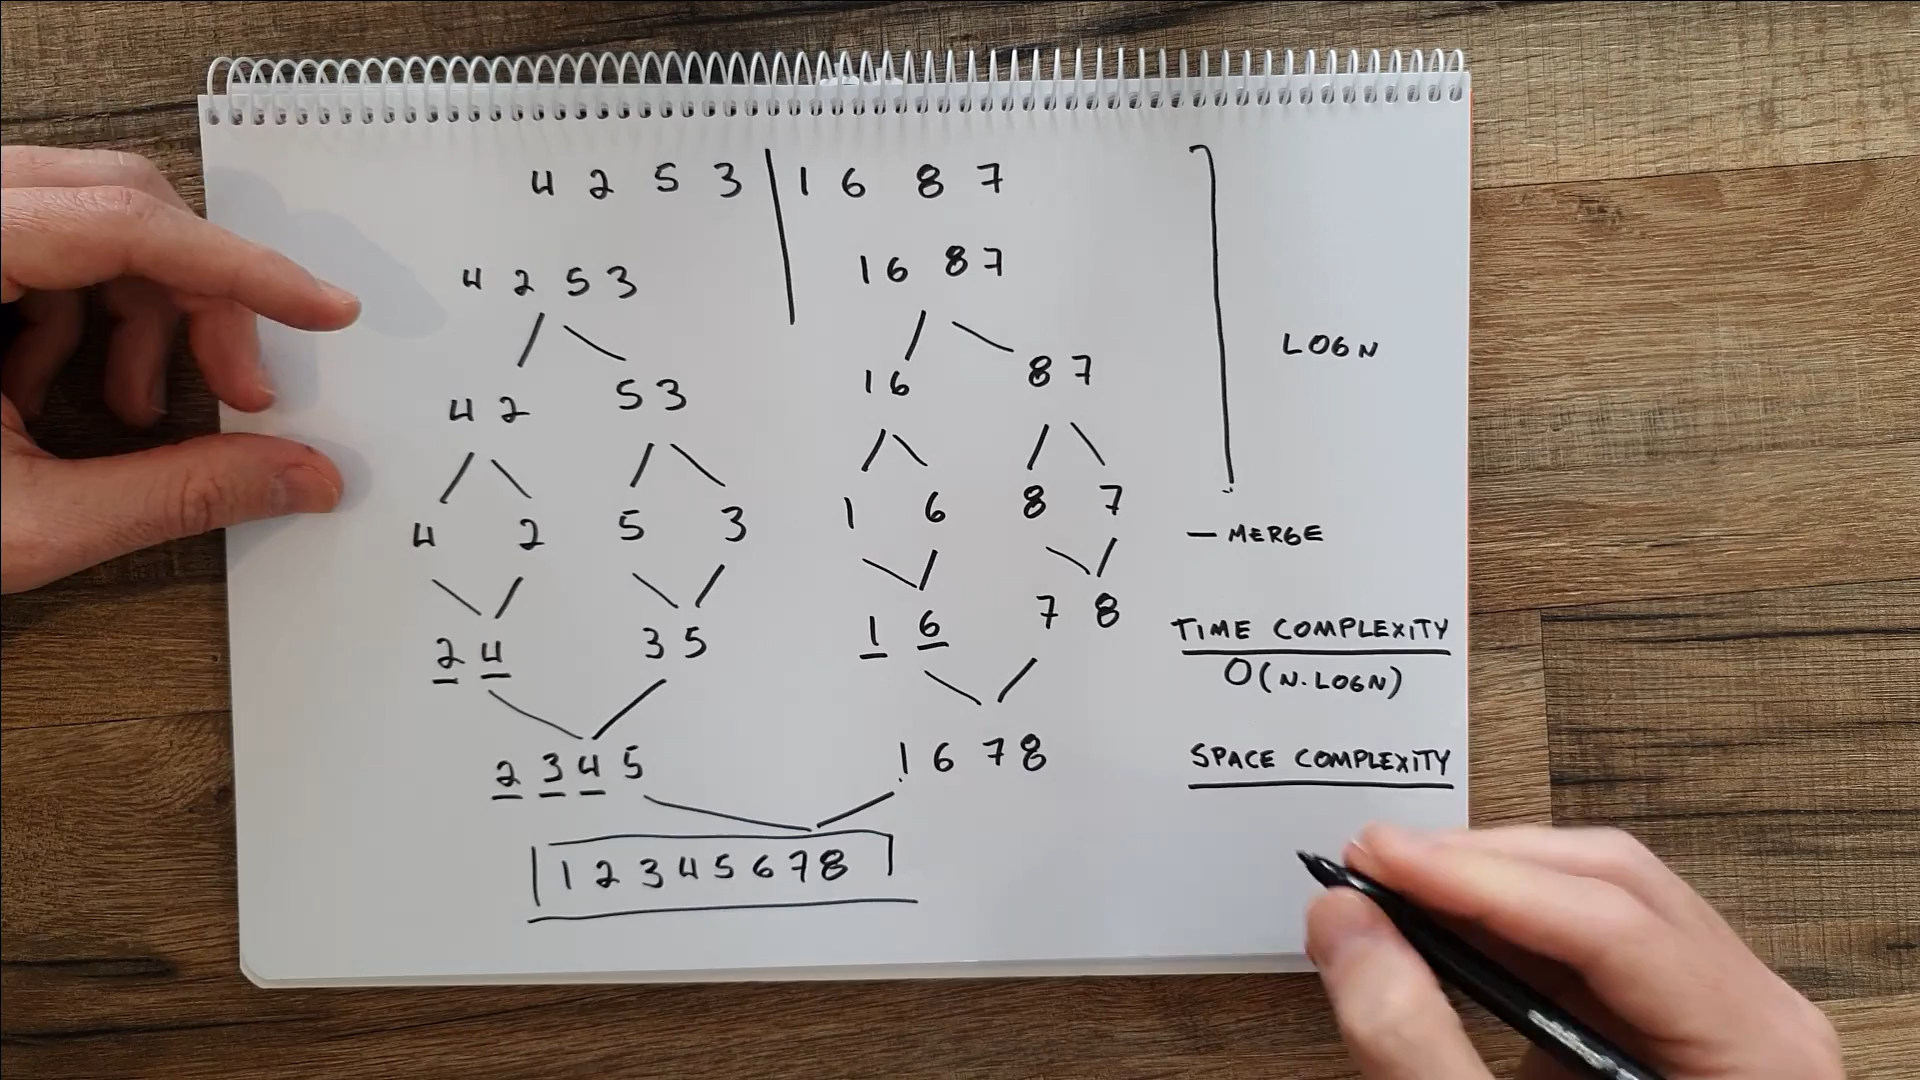 4 2 5 3 | 1 6 8 7
4 2 5 3
1 6 8 7
LOGN
4 2
5 3
1 6
8 7
4 2 5 3
1 6 8 7
— MERGE
2 4
3 5
1 6
7 8
TIME COMPLEXITY
O(N.LOGN)
2 3 4 5
1 6 7 8
SPACE COMPLEXITY
1 2 3 4 5 6 7 8